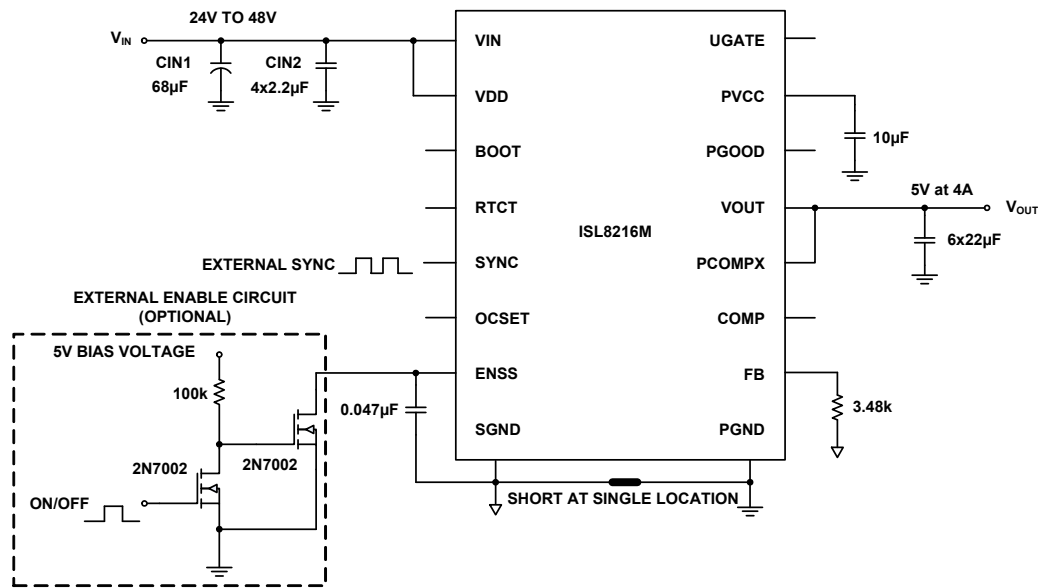 24V TO 48V
VIN
CIN1
68µF
CIN2
4x2.2µF
VIN
VDD
BOOT
RTCT
SYNC
OCSET
ENSS
SGND
ISL8216M
UGATE
PVCC
PGOOD
VOUT
PCOMPX
COMP
FB
PGND
10µF
5V at 4A
VOUT
6x22µF
3.48k
EXTERNAL SYNC
EXTERNAL ENABLE CIRCUIT
(OPTIONAL)
5V BIAS VOLTAGE
100k
2N7002
2N7002
ON/OFF
0.047µF
SHORT AT SINGLE LOCATION